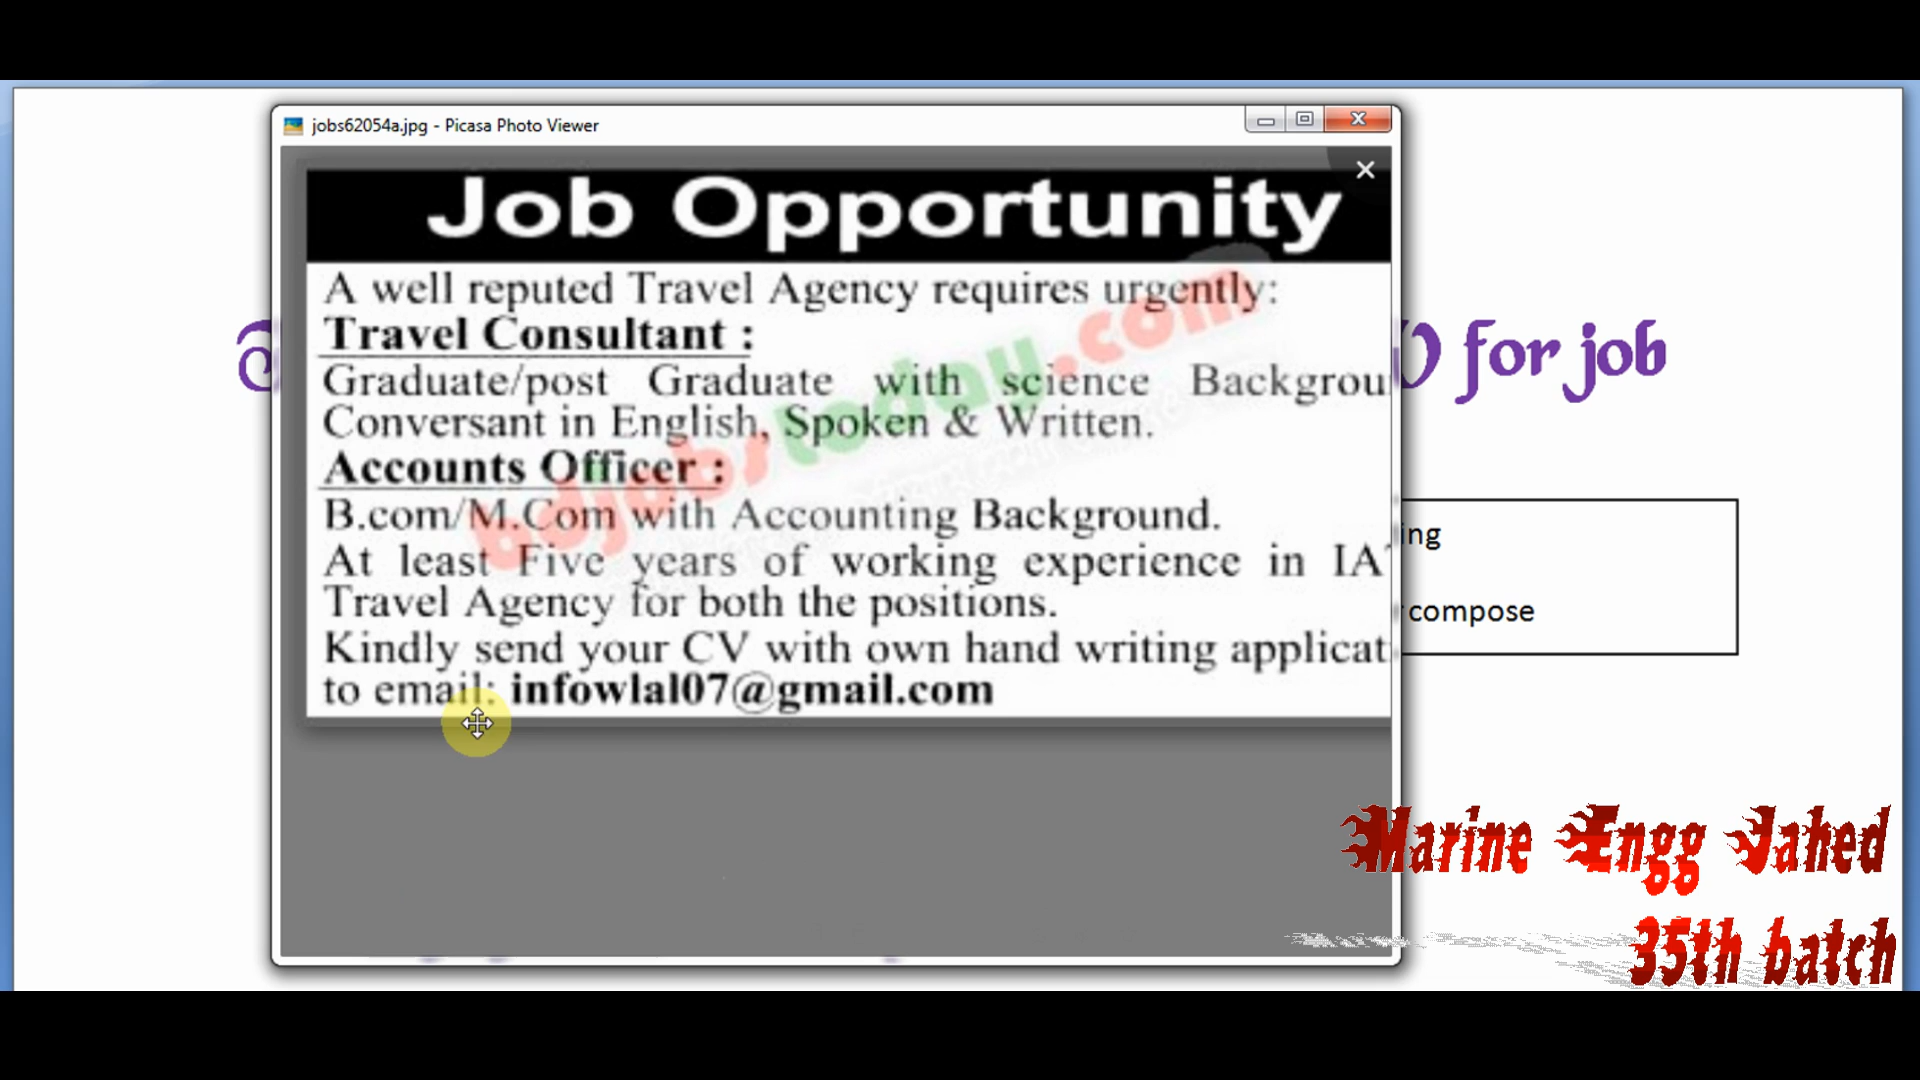 jobs62054a.jpg - Picasa Photo Viewer
Job Opportunity
A well reputed Travel Agency requires urgently:
Travel Consultant :
Graduate/post Graduate with science Backgrou
Conversant in English, Spoken & Written.
Accounts Officer :
B.com/M.Com with Accounting Background.
At least Five years of working experience in IA
Travel Agency for both the positions.
Kindly send your CV with own hand writing applicat
to email: infowlal07@gmail.com
bdjobstoday.com
for job
ing
compose
Marine Engg Jahed
35th batch